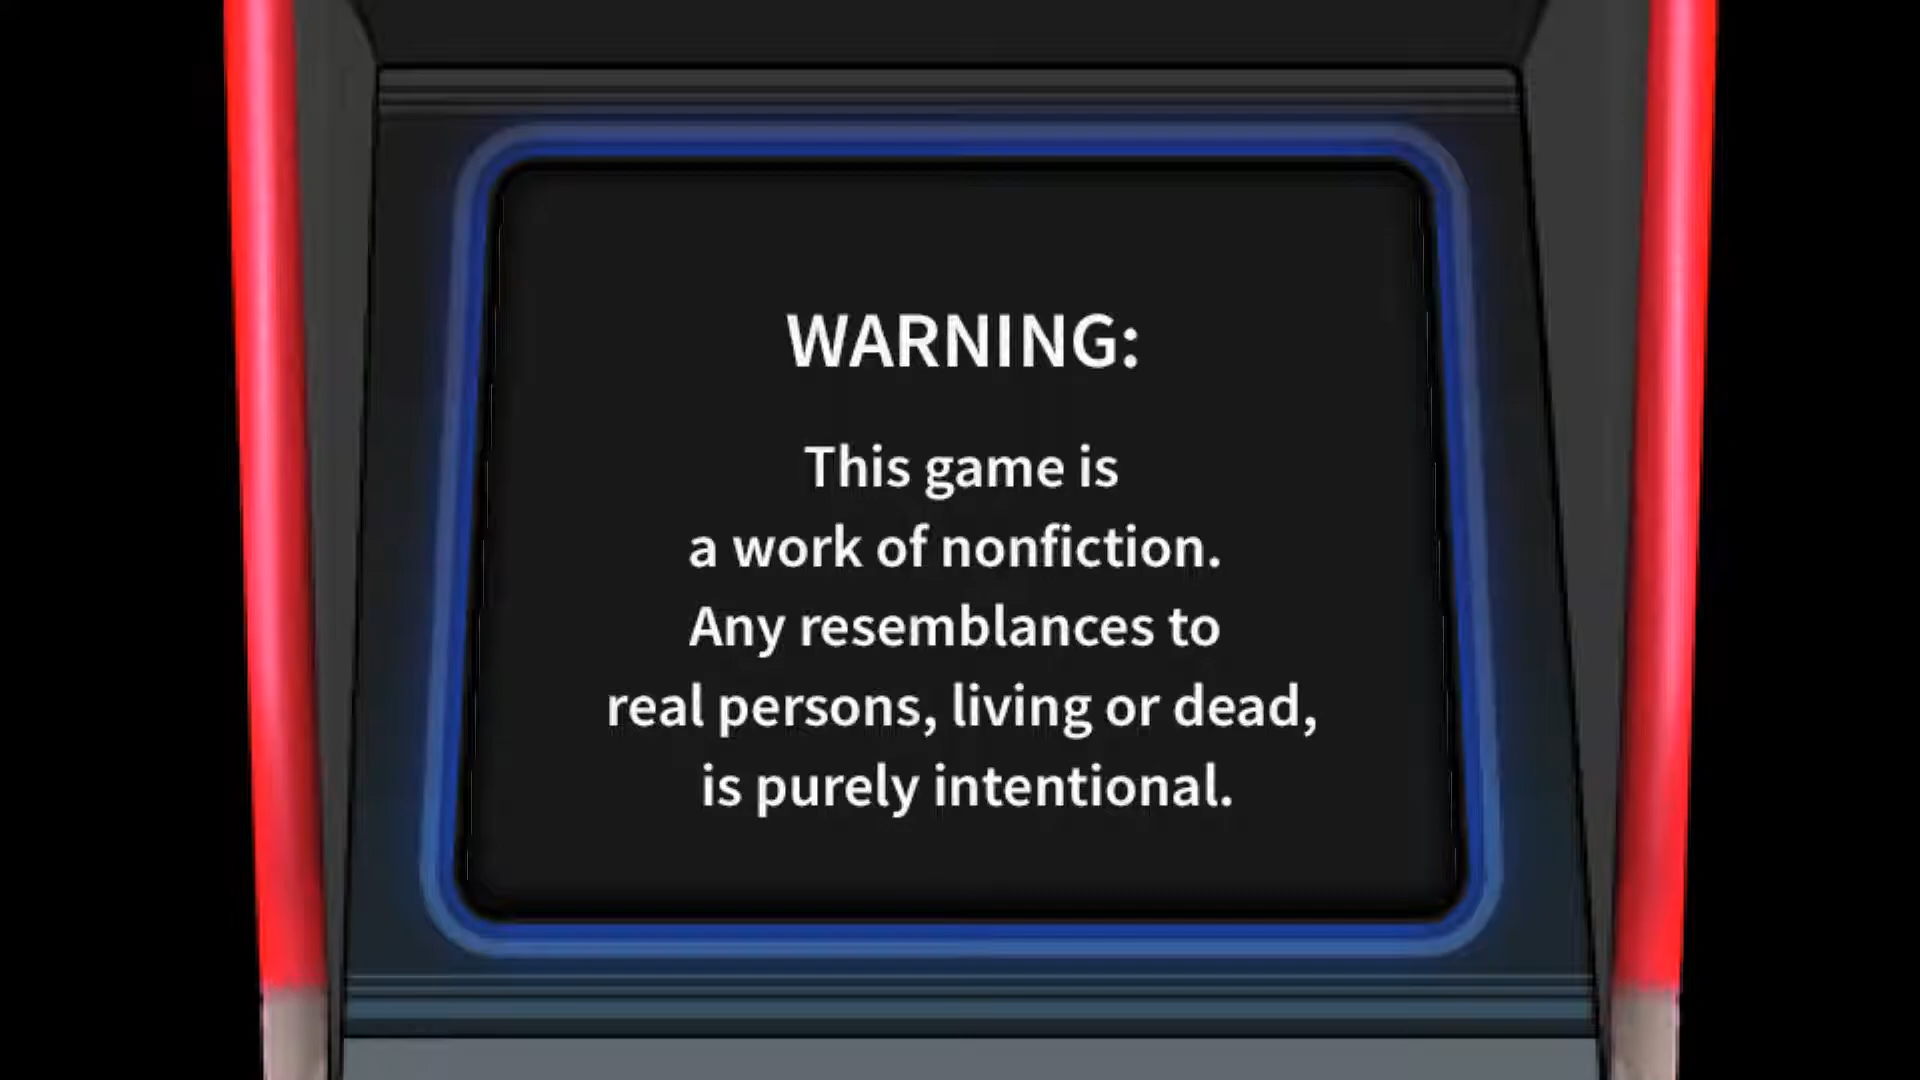 WARNING:
This game is
a work of nonfiction.
Any resemblances to
real persons, living or dead,
is purely intentional.